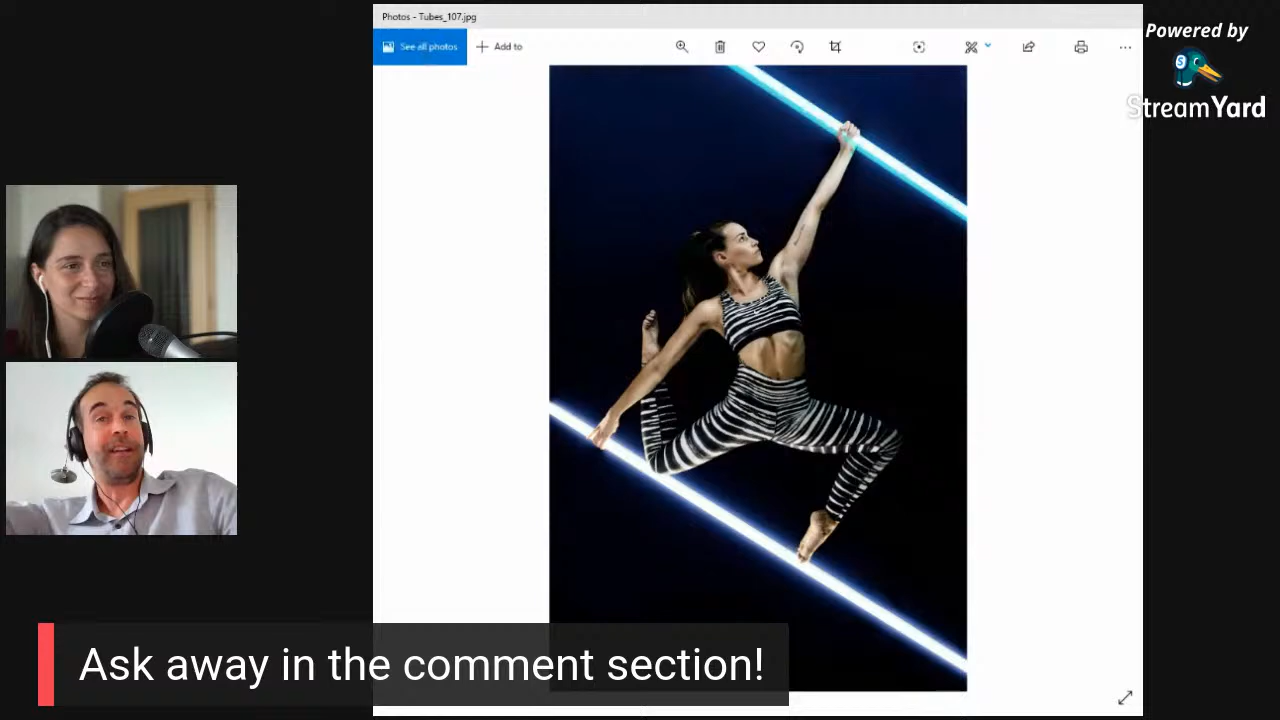 Photos - Tubes_107.jpg
See all photos
Add to
Powered by
StreamYard
Ask away in the comment section!